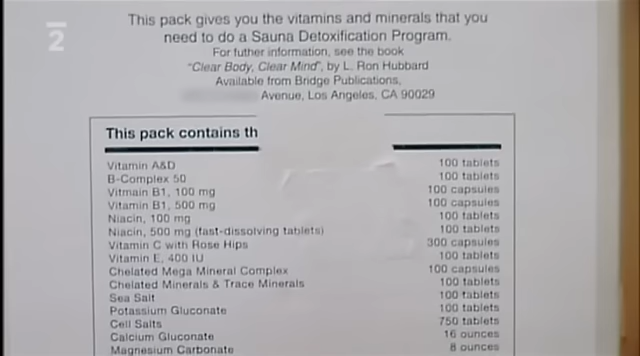 2
This pack gives you the vitamins and minerals that you
need to do a Sauna Detoxification Program.
For futher information, see the book
"Clear Body, Clear Mind", by L. Ron Hubbard
Available from Bridge Publications,
Avenue, Los Angeles, CA 90029
This pack contains th
Vitamin A&D 100 tablets
B-Complex 50 100 tablets
Vitmain B1, 100 mg 100 capsules
Vitamin B1, 500 mg 100 capsules
Niacin, 100 mg 100 tablets
Niacin, 500 mg (fast-dissolving tablets) 100 tablets
Vitamin C with Rose Hips 300 capsules
Vitamin E, 400 IU 100 tablets
Chelated Mega Mineral Complex 100 capsules
Chelated Minerals & Trace Minerals 100 tablets
Sea Salt 100 tablets
Potassium Gluconate 100 tablets
Cell Salts 750 tablets
Calcium Gluconate 16 ounces
Magnesium Carbonate 8 ounces